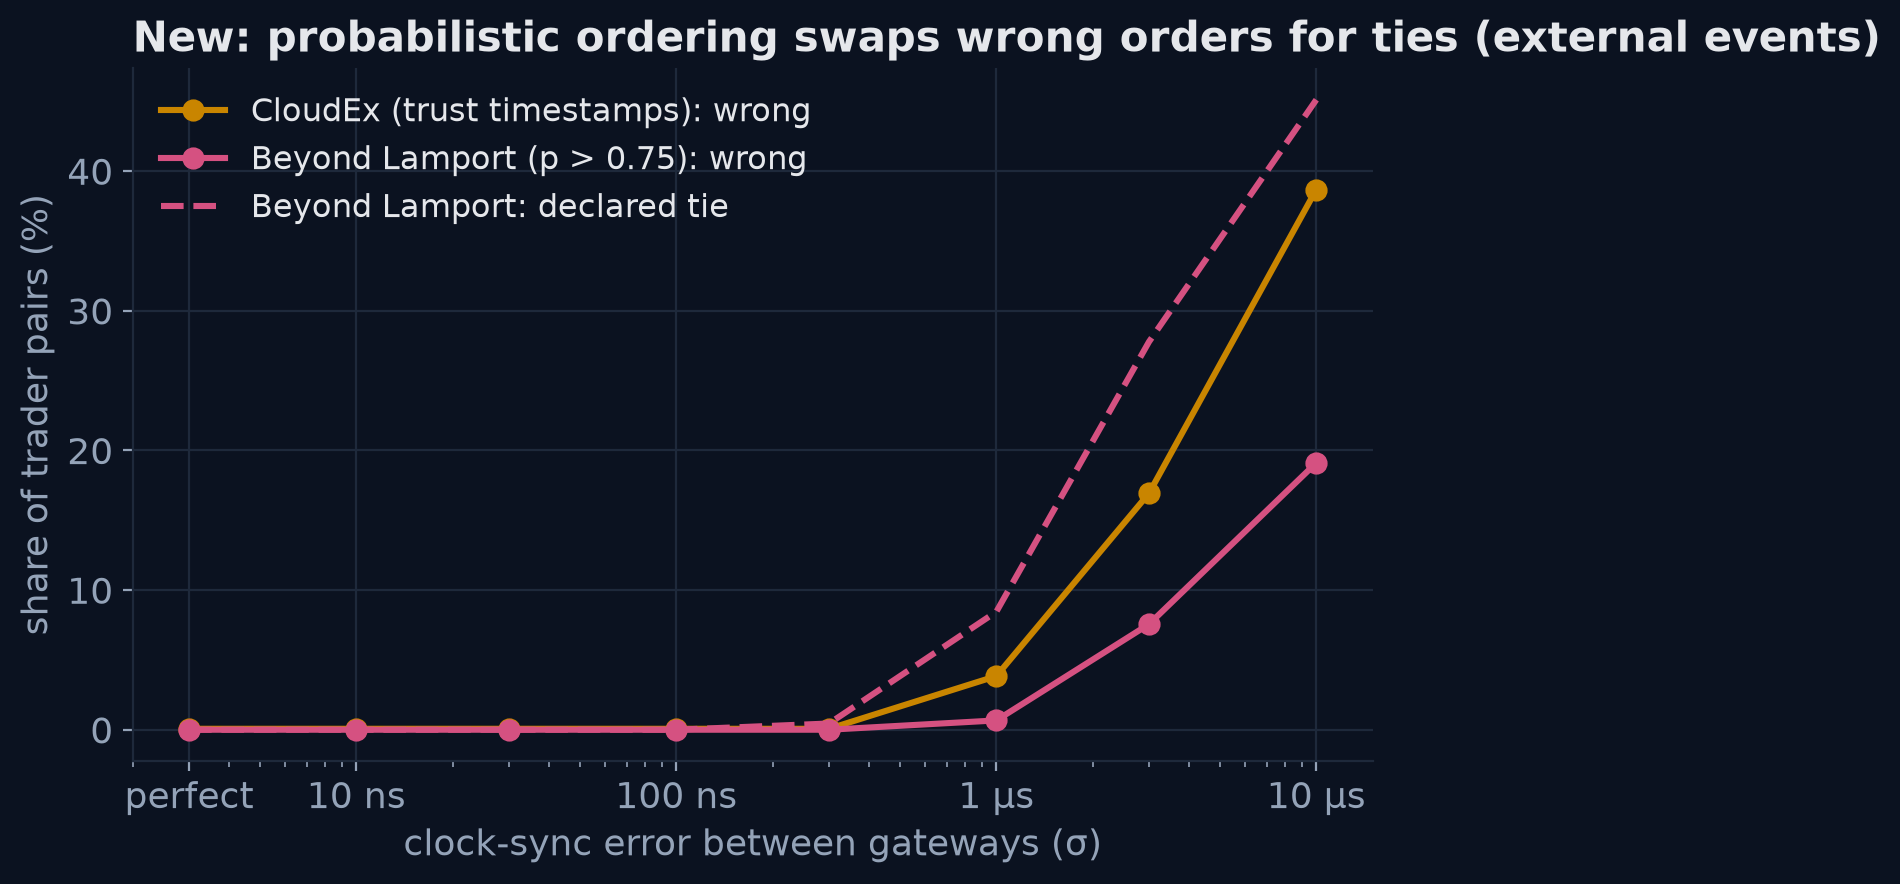 New: probabilistic ordering swaps wrong orders for ties (external events)
CloudEx (trust timestamps): wrong
Beyond Lamport (p > 0.75): wrong
Beyond Lamport: declared tie
share of trader pairs (%)
40
30
20
10
0
perfect 10 ns 100 ns 1 µs 10 µs
clock-sync error between gateways (σ)